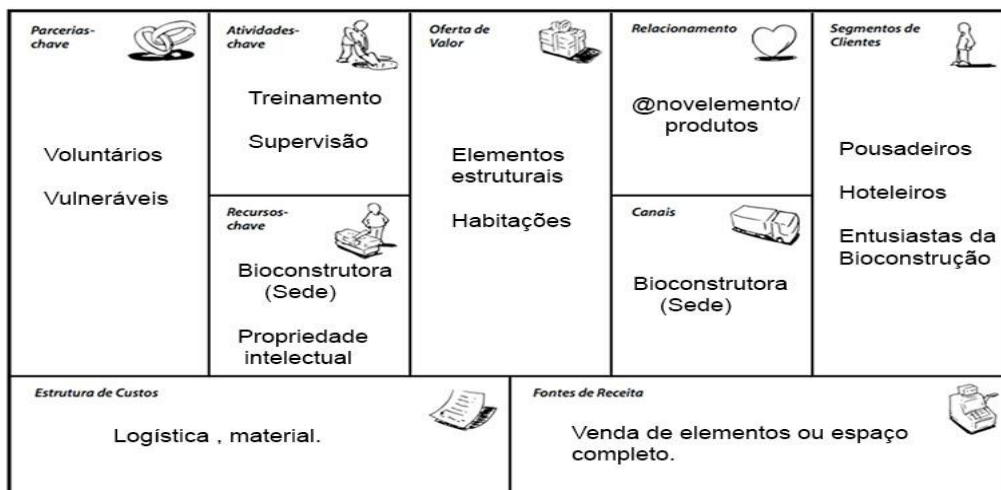 Parcerias-
chave
Voluntários
Vulneráveis
Atividades-
chave
Treinamento
Supervisão
Recursos-
chave
Bioconstrutora
(Sede)
Propriedade
intelectual
Oferta de
Valor
Elementos
estruturais
Habitações
Relacionamento
@novelemento/
produtos
Canais
Bioconstrutora
(Sede)
Segmentos de
Clientes
Pousadeiros
Hoteleiros
Entusiastas da
Bioconstrução
Estrutura de Custos
Logística , material.
Fontes de Receita
Venda de elementos ou espaço
completo.